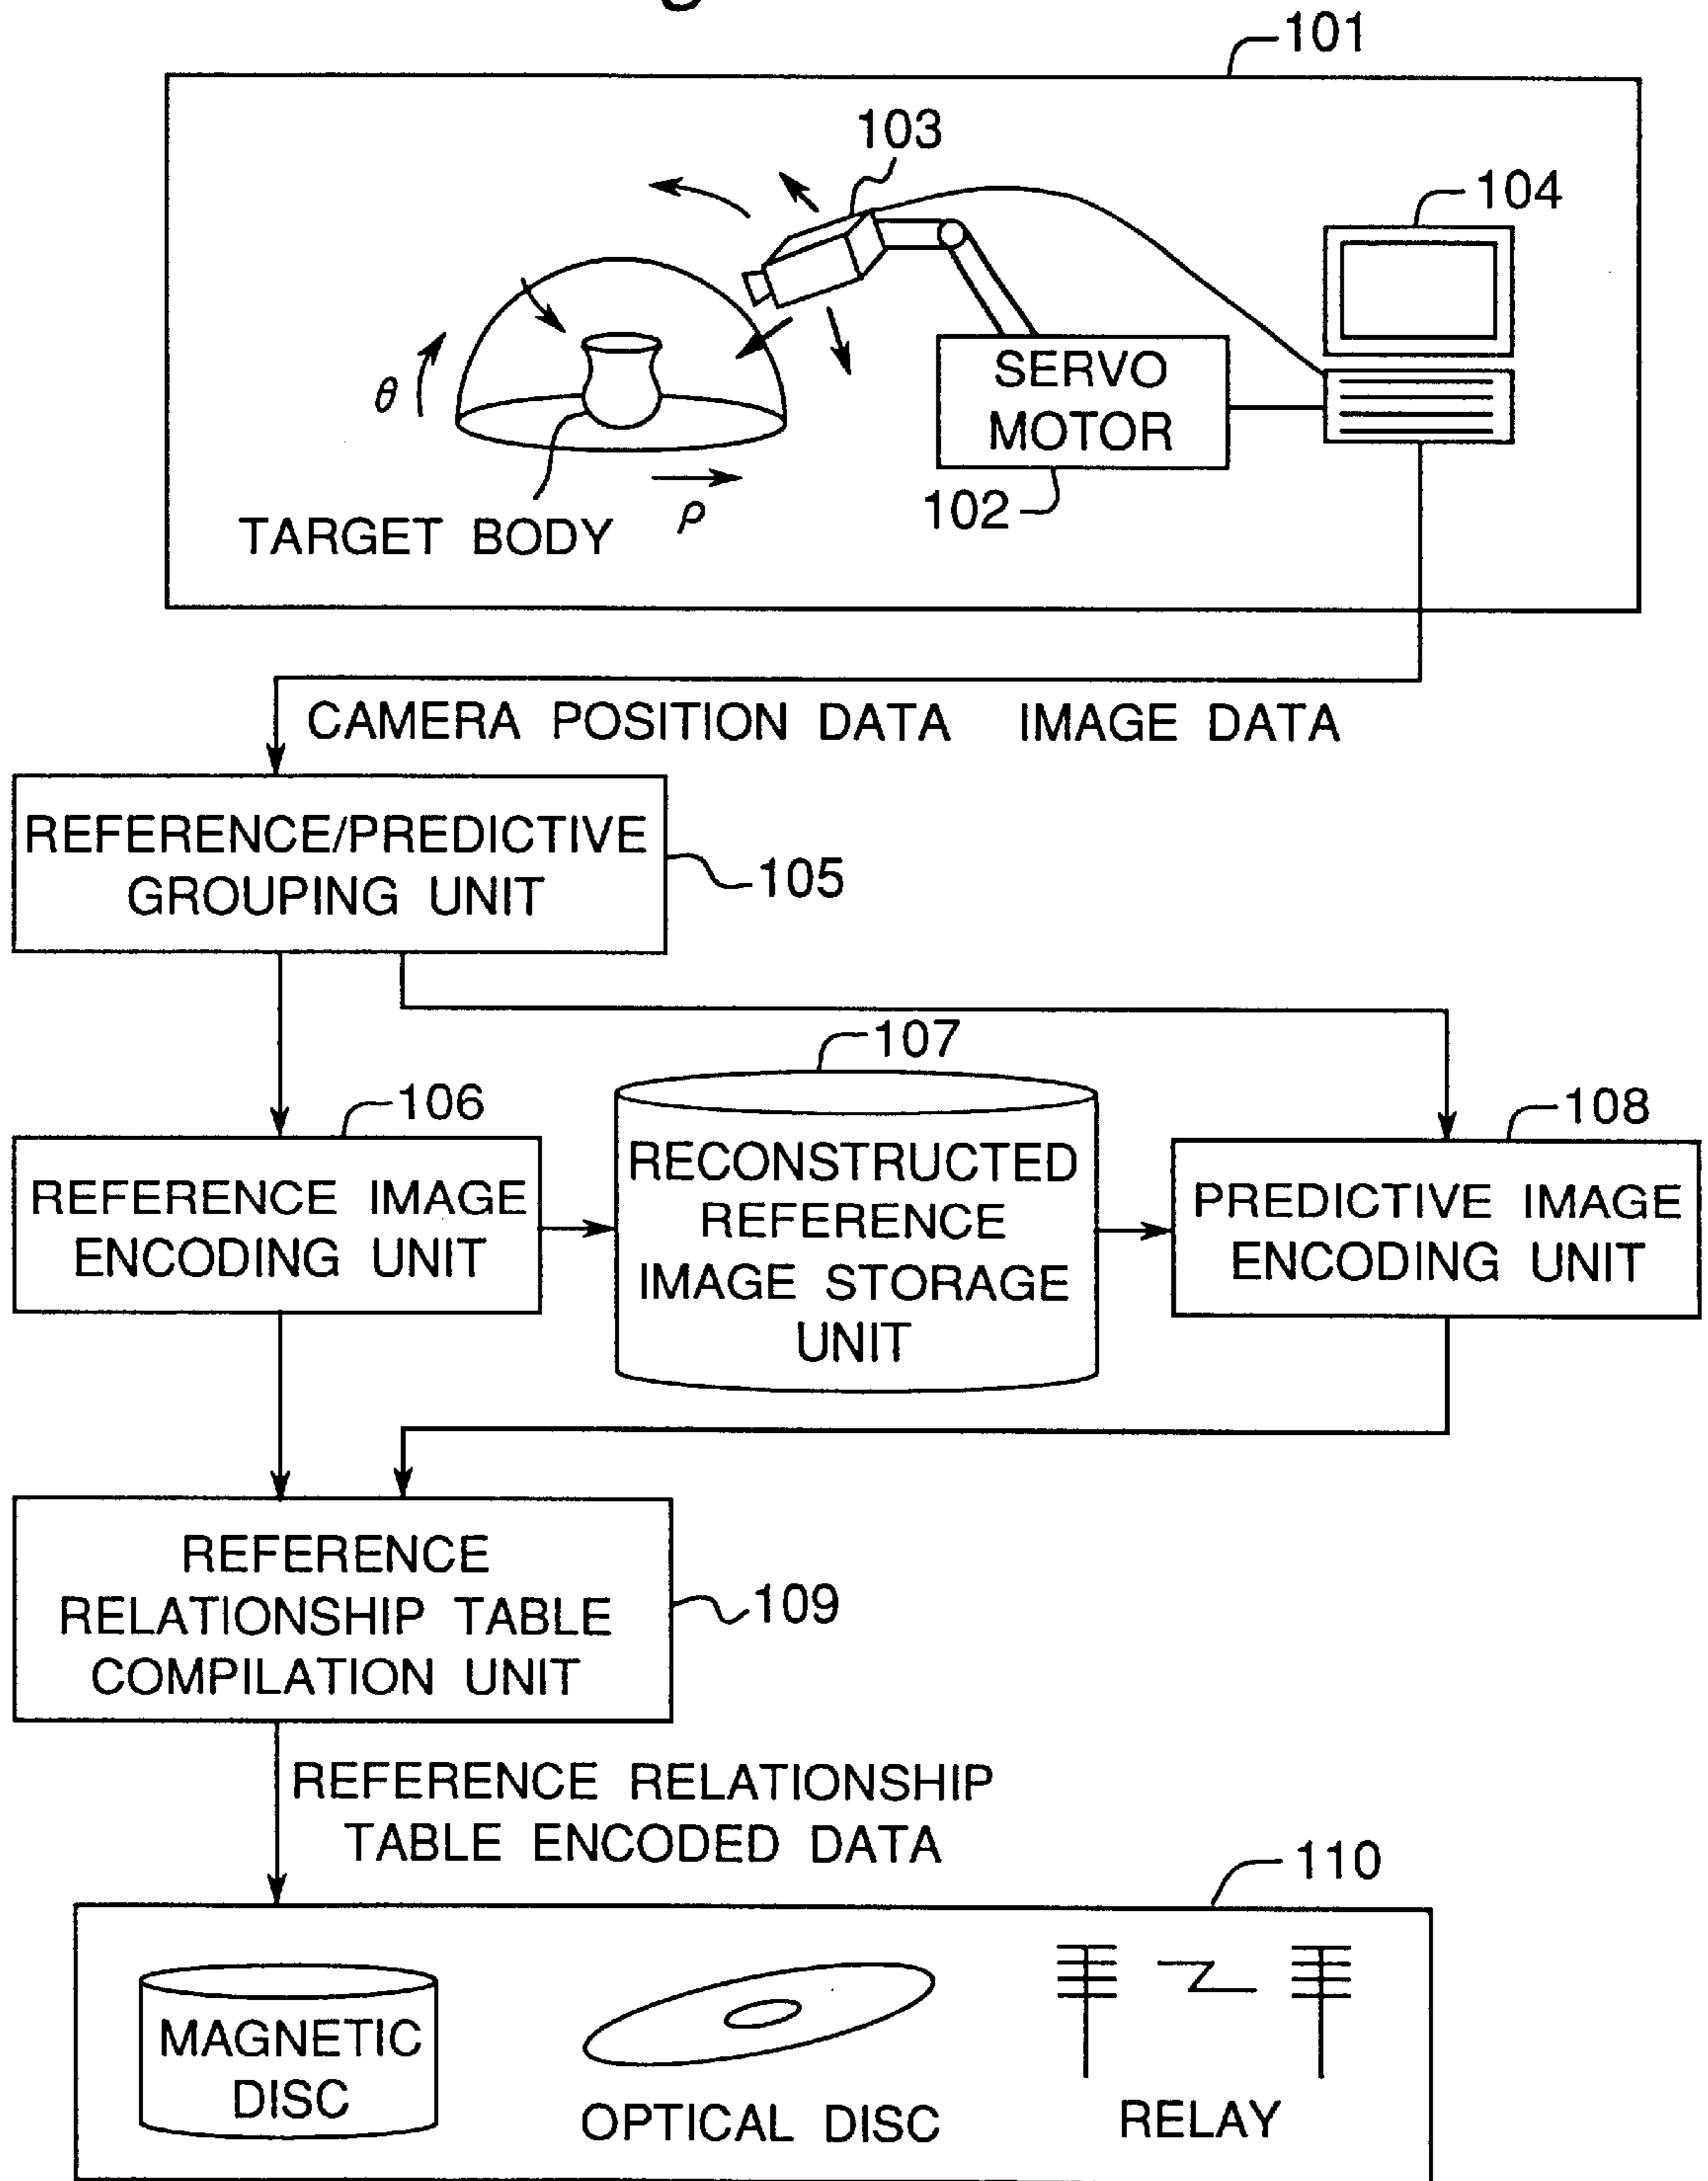 101
103
104
θ
SERVO
MOTOR
102
ρ
TARGET BODY
CAMERA POSITION DATA IMAGE DATA
REFERENCE/PREDICTIVE
GROUPING UNIT
105
107
106
108
REFERENCE IMAGE
ENCODING UNIT
RECONSTRUCTED
REFERENCE
IMAGE STORAGE
UNIT
PREDICTIVE IMAGE
ENCODING UNIT
REFERENCE
RELATIONSHIP TABLE
COMPILATION UNIT
109
REFERENCE RELATIONSHIP
TABLE ENCODED DATA
110
MAGNETIC
DISC
OPTICAL DISC
RELAY